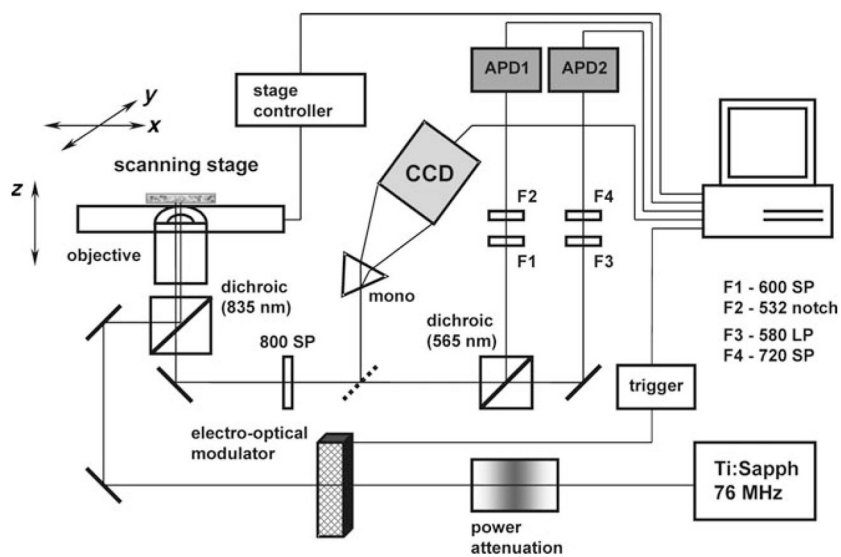 APD1
APD2
stage
controller
y
x
scanning stage
z
CCD
F2
F4
objective
F1
F3
mono
dichroic
(835 nm)
dichroic
(565 nm)
F1 - 600 SP
F2 - 532 notch
F3 - 580 LP
F4 - 720 SP
800 SP
trigger
electro-optical
modulator
Ti:Sapph
76 MHz
power
attenuation